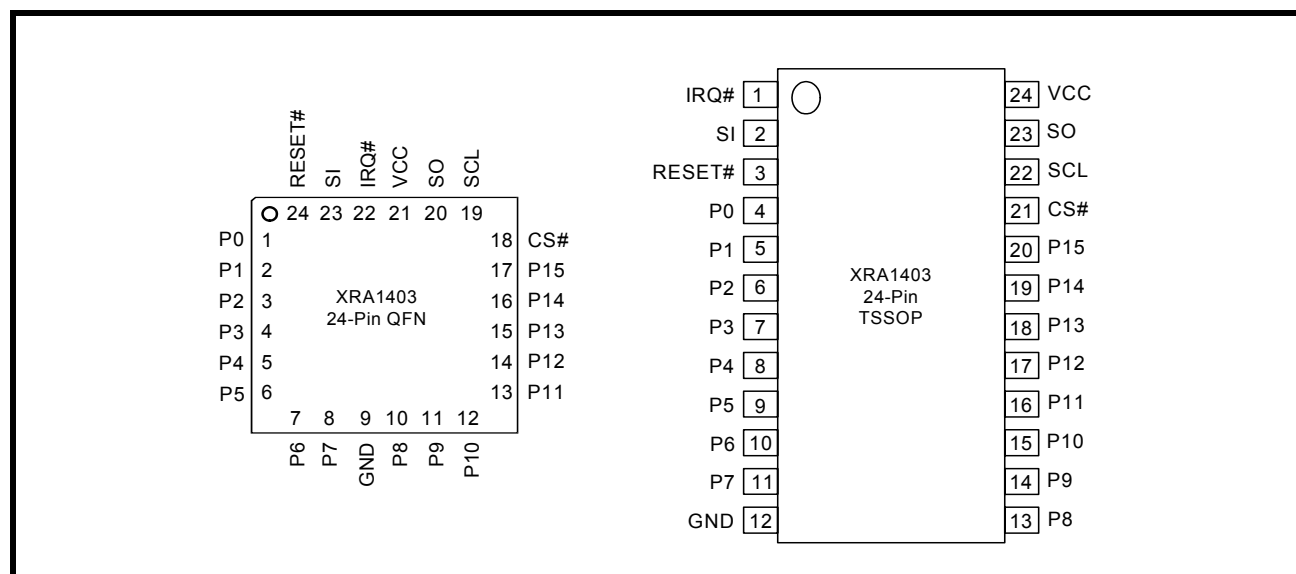 RESET#
SI
IRQ#
VCC
SO
SCL
24 23 22 21 20 19
P0 1
P1 2
P2 3
P3 4
P4 5
P5 6
XRA1403
24-Pin QFN
18 CS#
17 P15
16 P14
15 P13
14 P12
13 P11
7 8 9 10 11 12
P6
P7
GND
P8
P9
P10
IRQ# 1
SI 2
RESET# 3
P0 4
P1 5
P2 6
P3 7
P4 8
P5 9
P6 10
P7 11
GND 12
XRA1403
24-Pin
TSSOP
24 VCC
23 SO
22 SCL
21 CS#
20 P15
19 P14
18 P13
17 P12
16 P11
15 P10
14 P9
13 P8